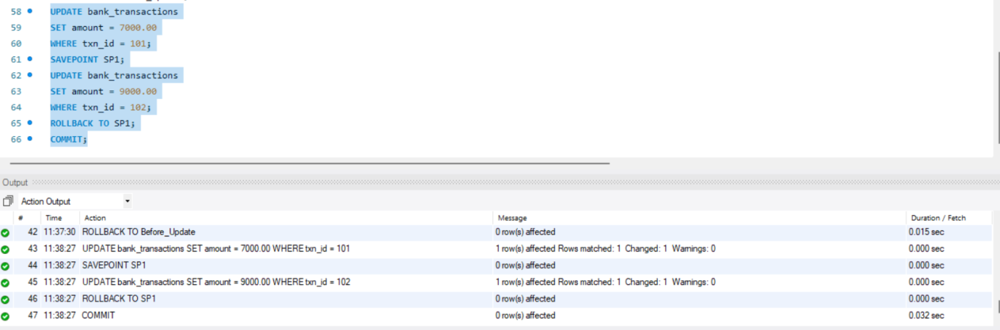 58 UPDATE bank_transactions
59 SET amount = 7000.00
60 WHERE txn_id = 101;
61 SAVEPOINT SP1;
62 UPDATE bank_transactions
63 SET amount = 9000.00
64 WHERE txn_id = 102;
65 ROLLBACK TO SP1;
66 COMMIT;
Output
Action Output
# Time Action Message Duration / Fetch
42 11:37:30 ROLLBACK TO Before_Update 0 row(s) affected 0.015 sec
43 11:38:27 UPDATE bank_transactions SET amount = 7000.00 WHERE txn_id = 101 1 row(s) affected Rows matched: 1 Changed: 1 Warnings: 0 0.000 sec
44 11:38:27 SAVEPOINT SP1 0 row(s) affected 0.000 sec
45 11:38:27 UPDATE bank_transactions SET amount = 9000.00 WHERE txn_id = 102 1 row(s) affected Rows matched: 1 Changed: 1 Warnings: 0 0.000 sec
46 11:38:27 ROLLBACK TO SP1 0 row(s) affected 0.000 sec
47 11:38:27 COMMIT 0 row(s) affected 0.032 sec